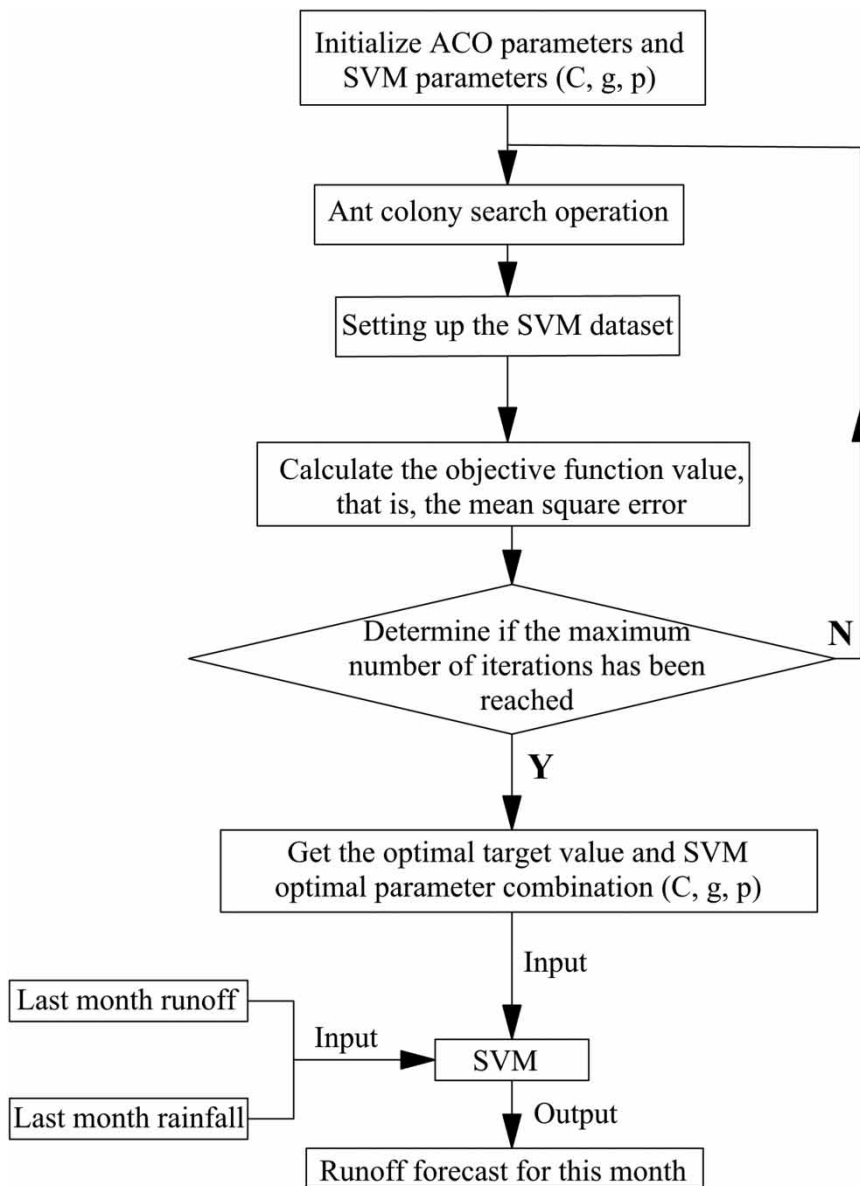 Initialize ACO parameters and
SVM parameters (C, g, p)
Ant colony search operation
Setting up the SVM dataset
Calculate the objective function value,
that is, the mean square error
Determine if the maximum
number of iterrations has been
reached
N
Y
Get the optimal target value and SVM
optimal parameter combination (C, g, p)
Input
Last month runoff
Input
SVM
Last month rainfall
Output
Runoff forecast for this month